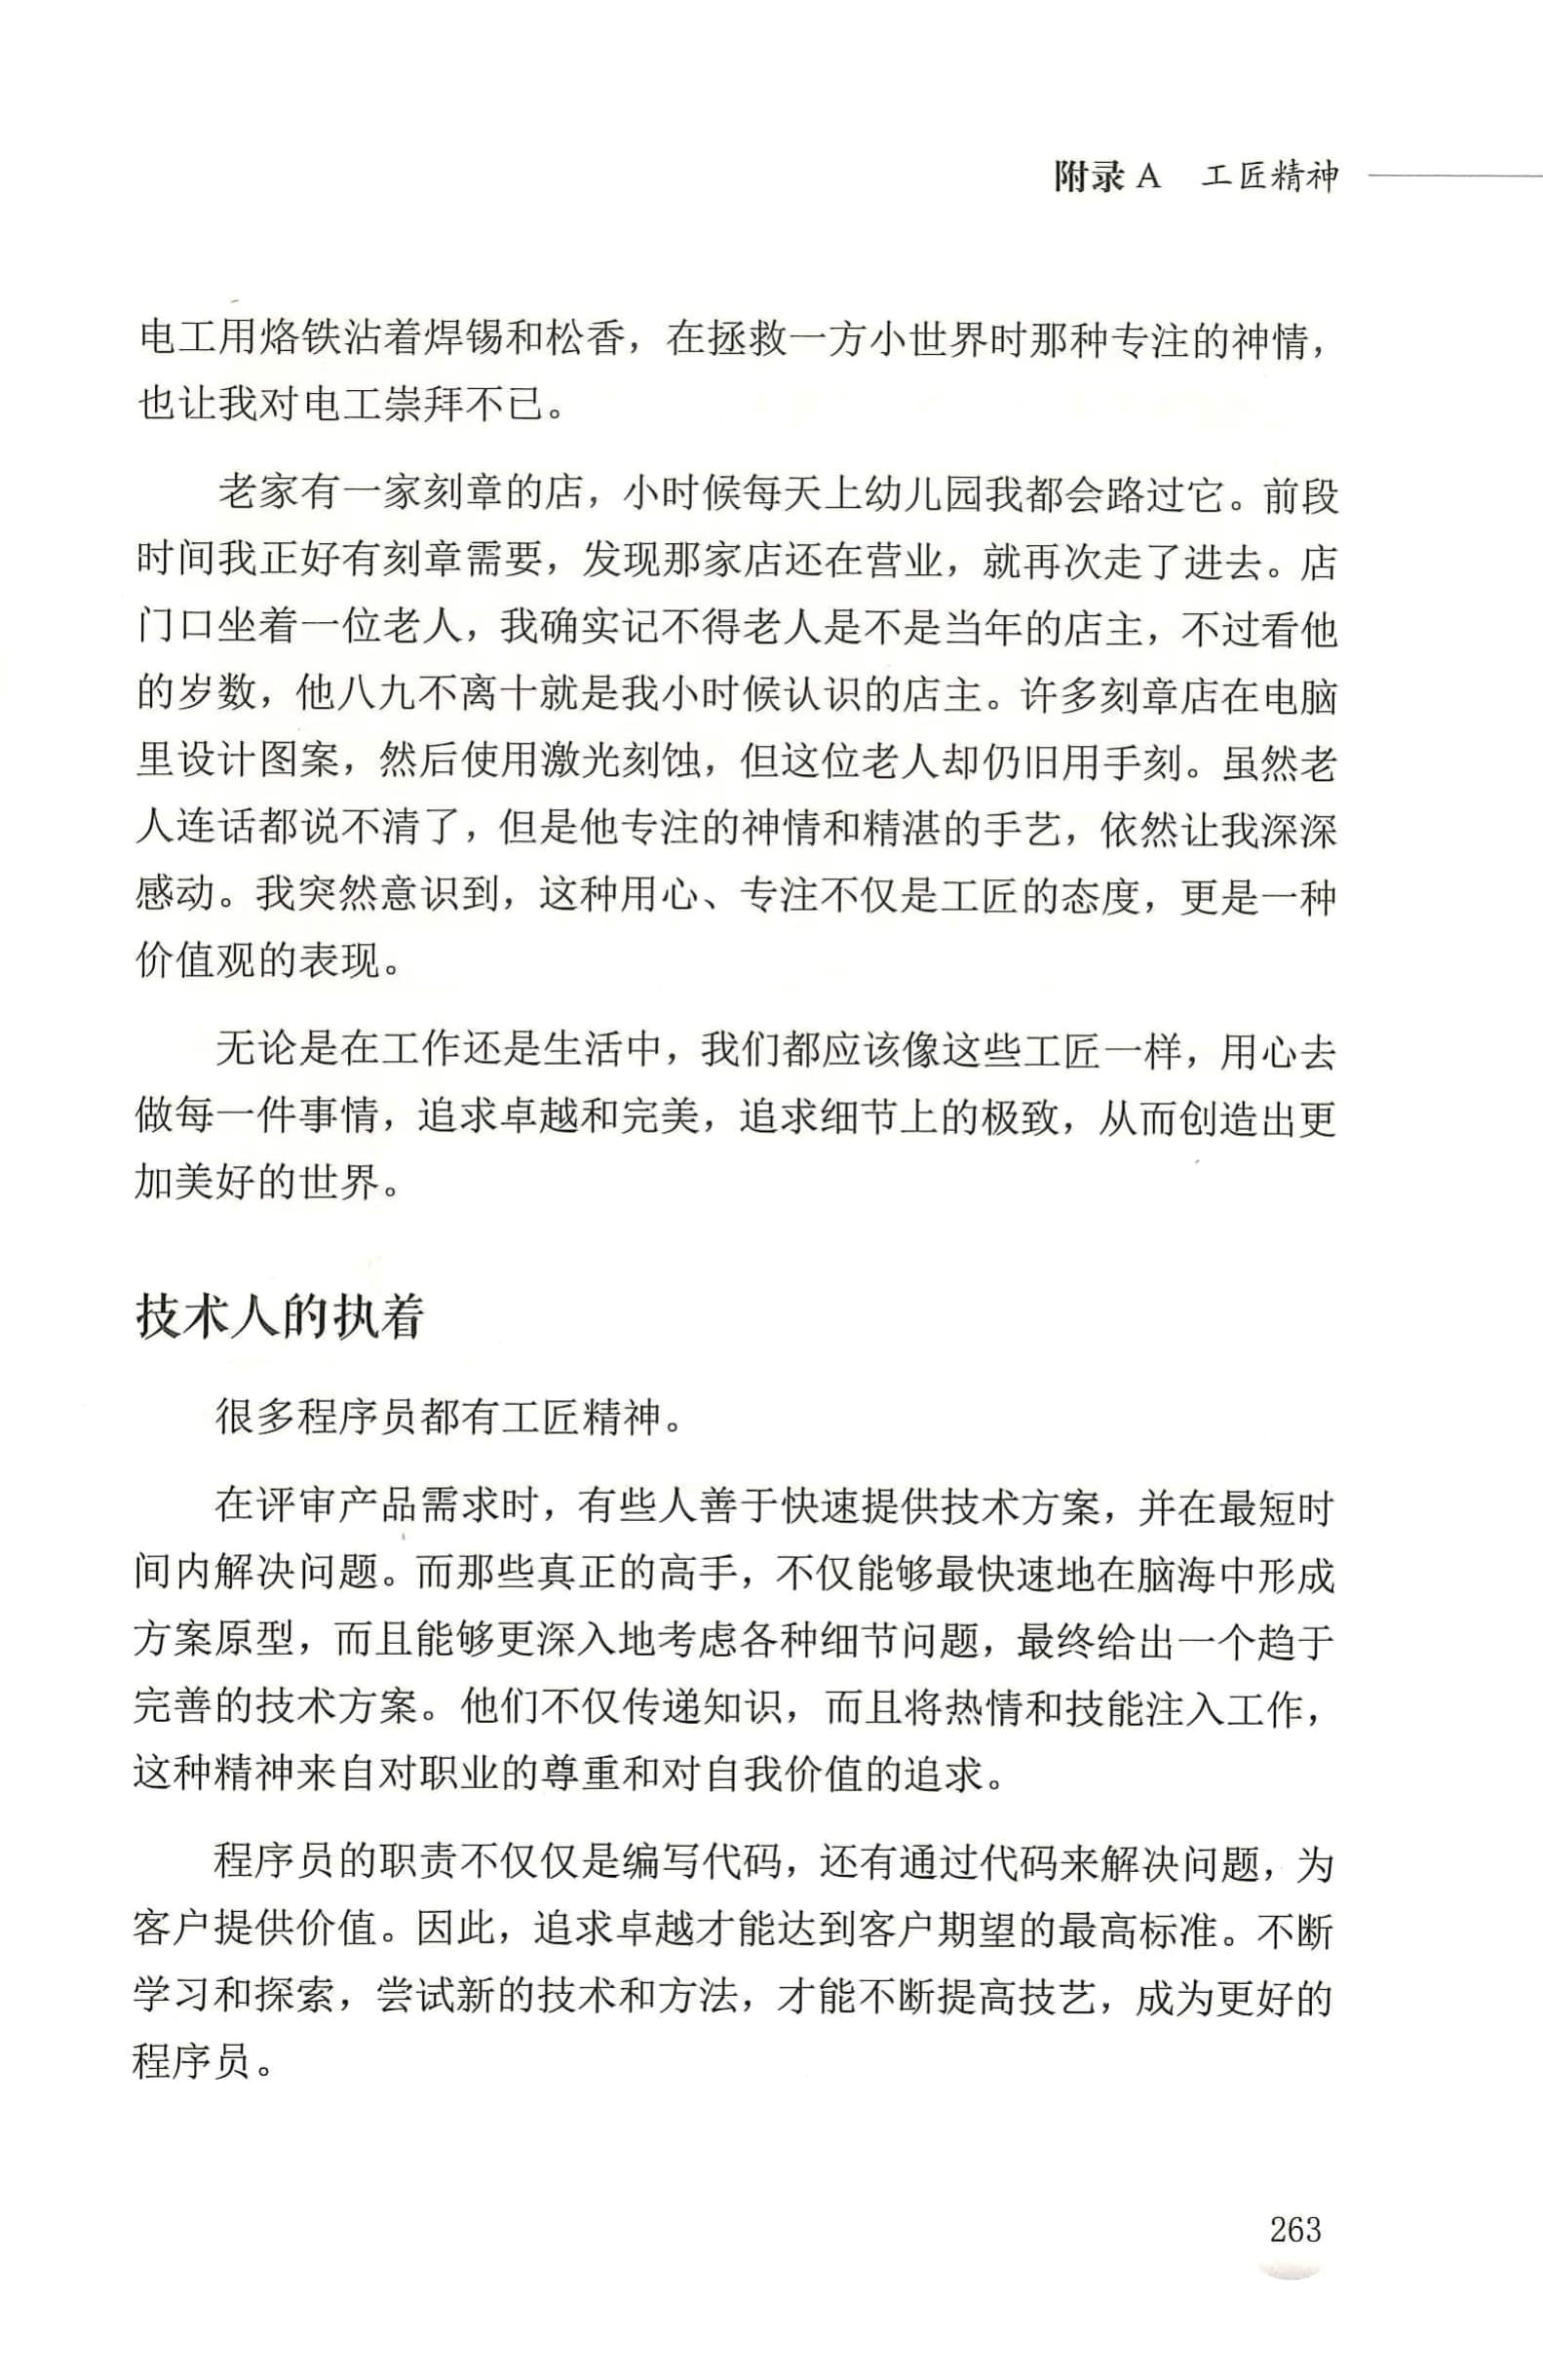 附录 A 工匠精神
电工用烙铁沾着焊锡和松香，在拯救一方小世界时那种专注的神情，
也让我对电工崇拜不已。
老家有一家刻章的店，小时候每天上幼儿园我都会路过它。前段
时间我正好有刻章需要，发现那家店还在营业，就再次走了进去。店
门口坐着一位老人，我确实记不得老人是不是当年的店主，不过看他
的岁数，他八九不离十就是我小时候认识的店主。许多刻章店在电脑
里设计图案，然后使用激光刻蚀，但这位老人却仍旧用手刻。虽然老
人连话都说不清了，但是他专注的神情和精湛的手艺，依然让我深深
感动。我突然意识到，这种用心、专注不仅是工匠的态度，更是一种
价值观的表现。
无论是在工作还是生活中，我们都应该像这些工匠一样，用心去
做每一件事情，追求卓越和完美，追求细节上的极致，从而创造出更
加美好的世界。
技术人的执着
很多程序员都有工匠精神。
在评审产品需求时，有些人善于快速提供技术方案，并在最短时
间内解决问题。而那些真正的高手，不仅能够最快速地在脑海中形成
方案原型，而且能够更深入地考虑各种细节问题，最终给出一个趋于
完善的技术方案。他们不仅传递知识，而且将热情和技能注入工作，
这种精神来自对职业的尊重和对自我价值的追求。
程序员的职责不仅仅是编写代码，还有通过代码来解决问题，为
客户提供价值。因此，追求卓越才能达到客户期望的最高标准。不断
学习和探索，尝试新的技术和方法，才能不断提高技艺，成为更好的
程序员。
263